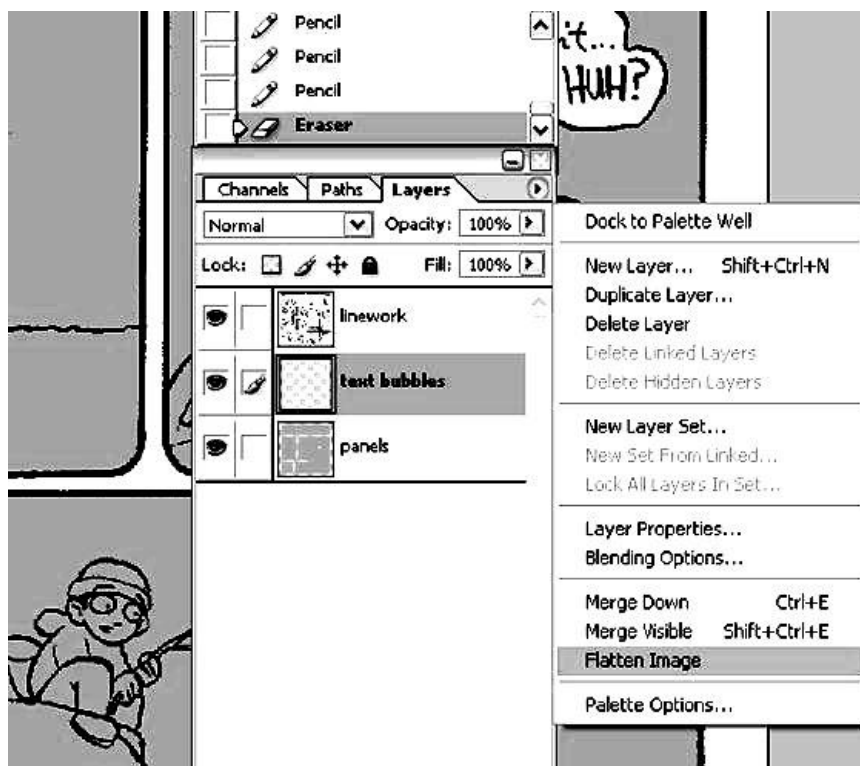 Pencil
Pencil
Pencil
Eraser
it...
HUH?
Channels Paths Layers
Normal Opacity: 100%
Lock: Fill: 100%
linework
text bubbles
panels
Dock to Palette Well
New Layer... Shift+Ctrl+N
Duplicate Layer...
Delete Layer
Delete Linked Layers
Delete Hidden Layers
New Layer Set...
New Set From Linked...
Lock All Layers In Set...
Layer Properties...
Blending Options...
Merge Down Ctrl+E
Merge Visible Shift+Ctrl+E
Flatten Image
Palette Options...